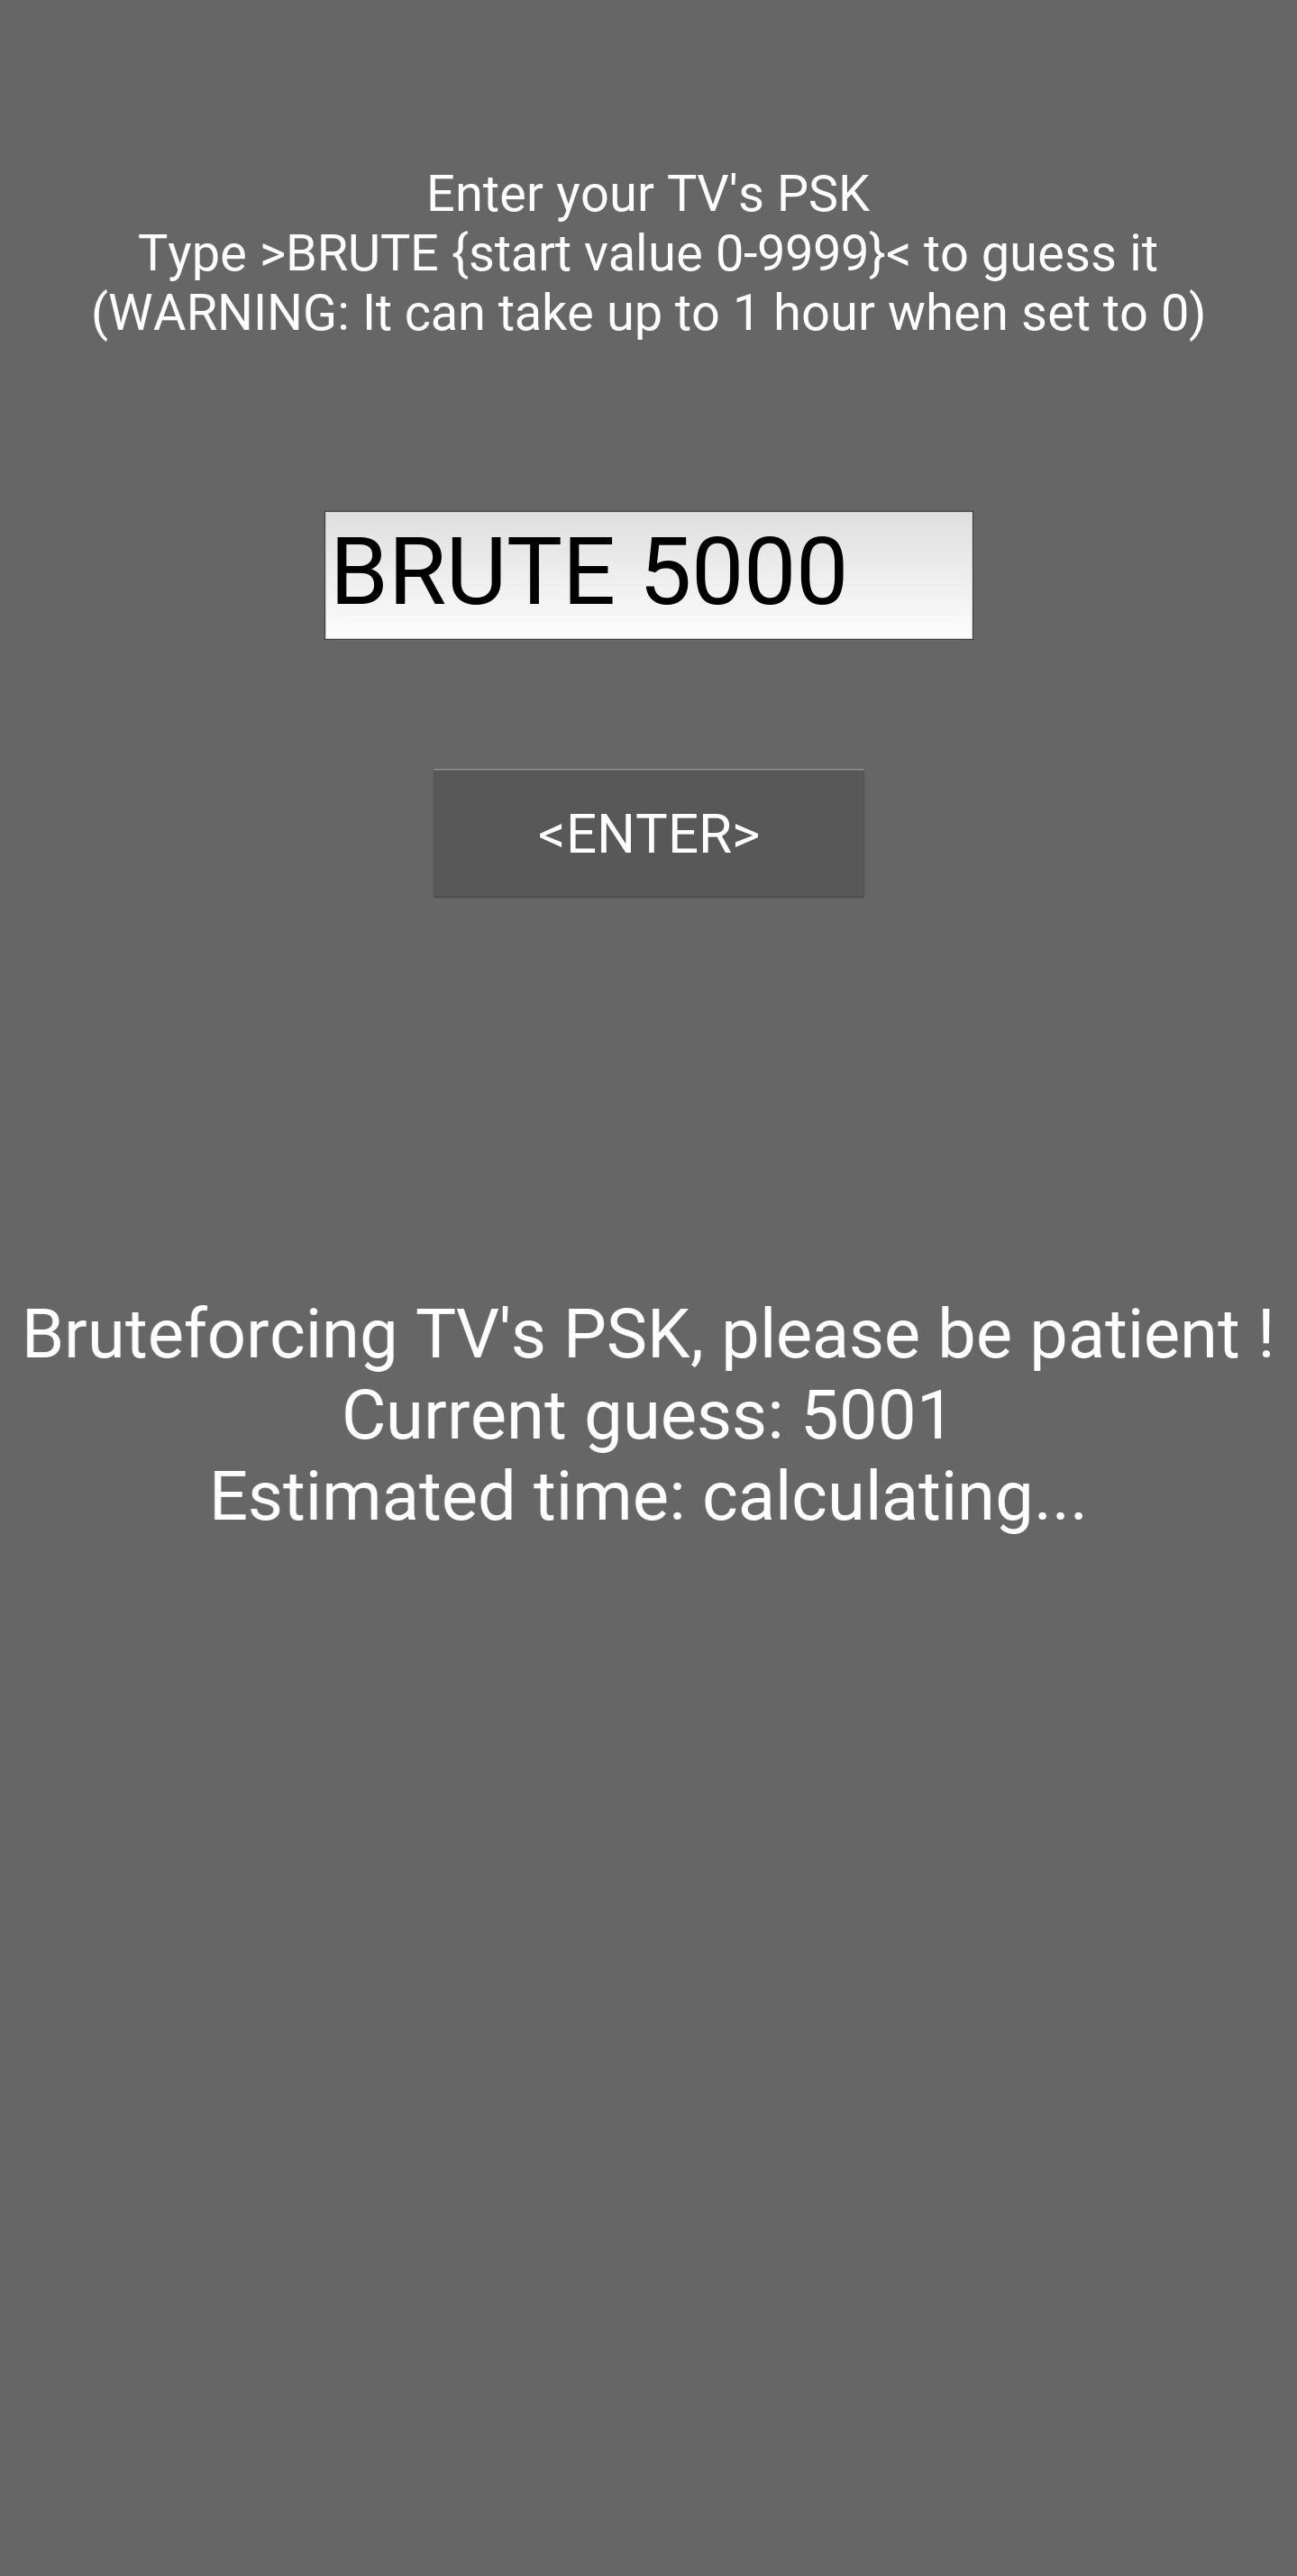 Enter your TV's PSK
Type >BRUTE {start value 0-9999}< to guess it
(WARNING: It can take up to 1 hour when set to 0)
BRUTE 5000
<ENTER>
Bruteforcing TV's PSK, please be patient !
Current guess: 5001
Estimated time: calculating...